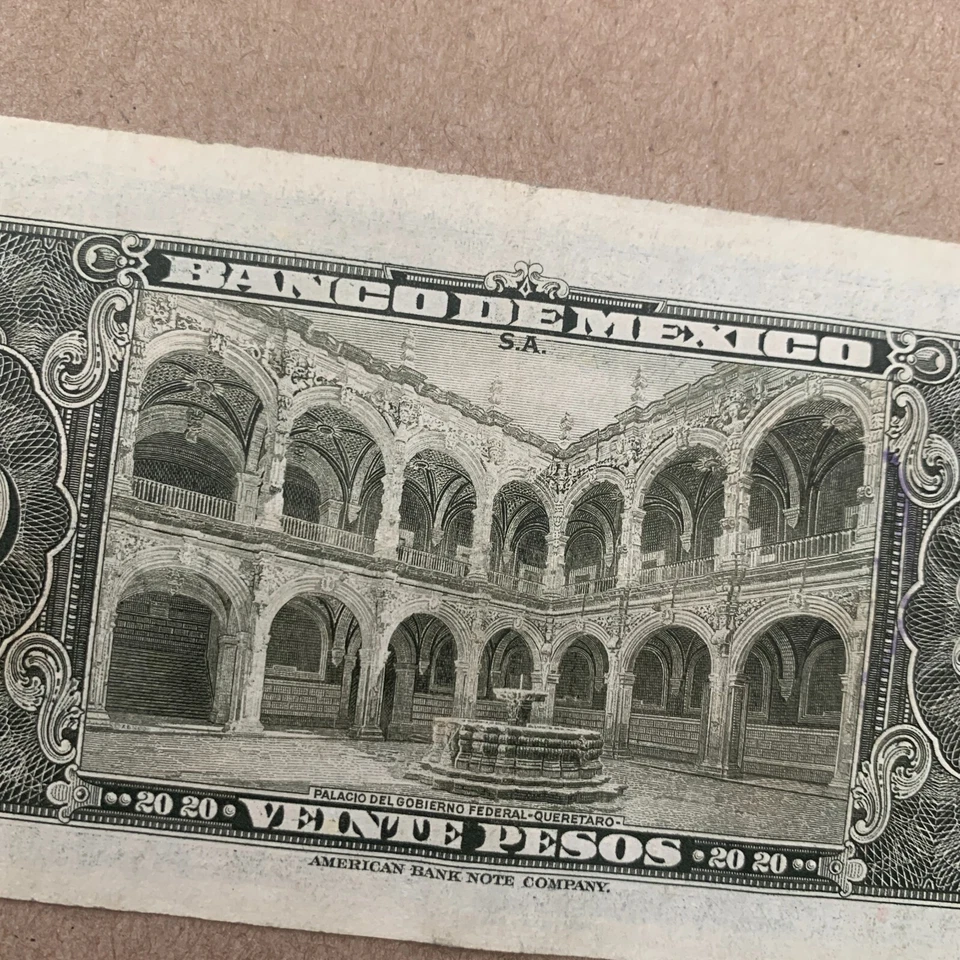 BANCO DE MEXICO
S.A.
PALACIO DEL GOBIERNO FEDERAL-QUERETARO-
20 20 VEINTE PESOS 20 20
AMERICAN BANK NOTE COMPANY.